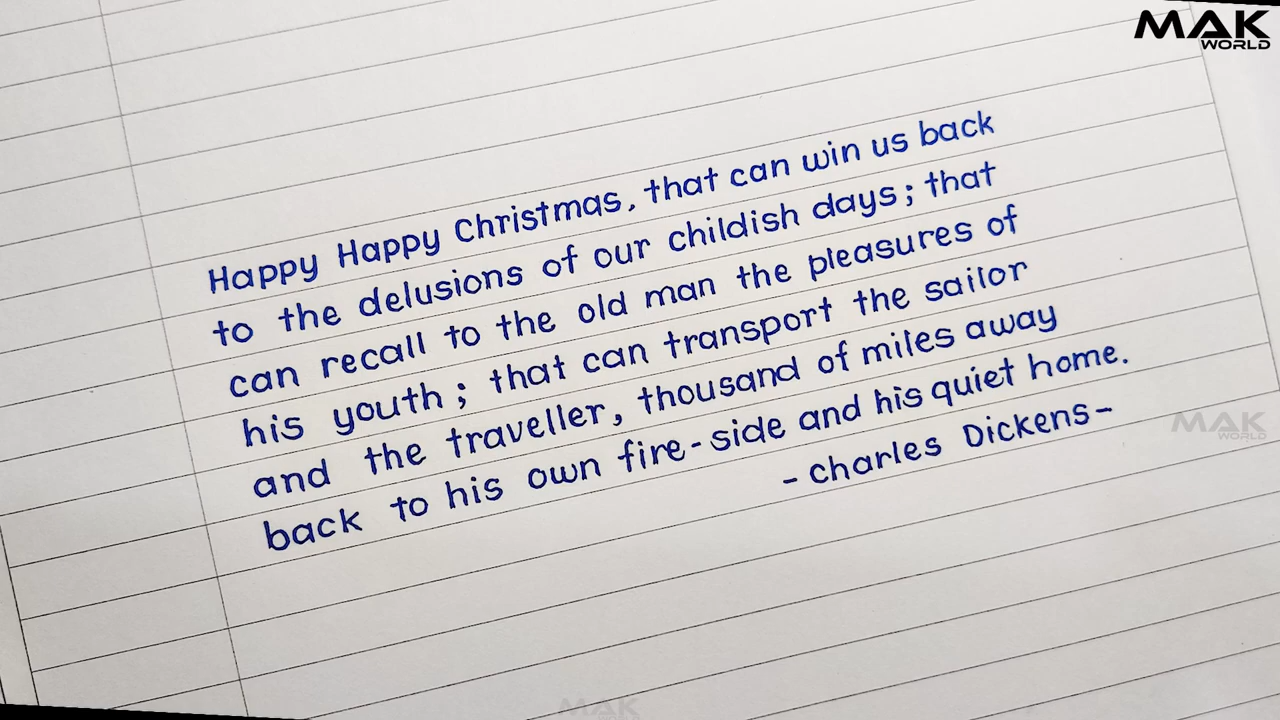 MAK
WORLD
Happy Happy Christmas, that can win us back
to the delusions of our childish days; that
can recall to the old man the pleasures of
his youth; that can transport the sailor
and the traveller, thousand of miles away
back to his own fire-side and his quiet home.
- charles Dickens-
MAK
WORLD
MAK